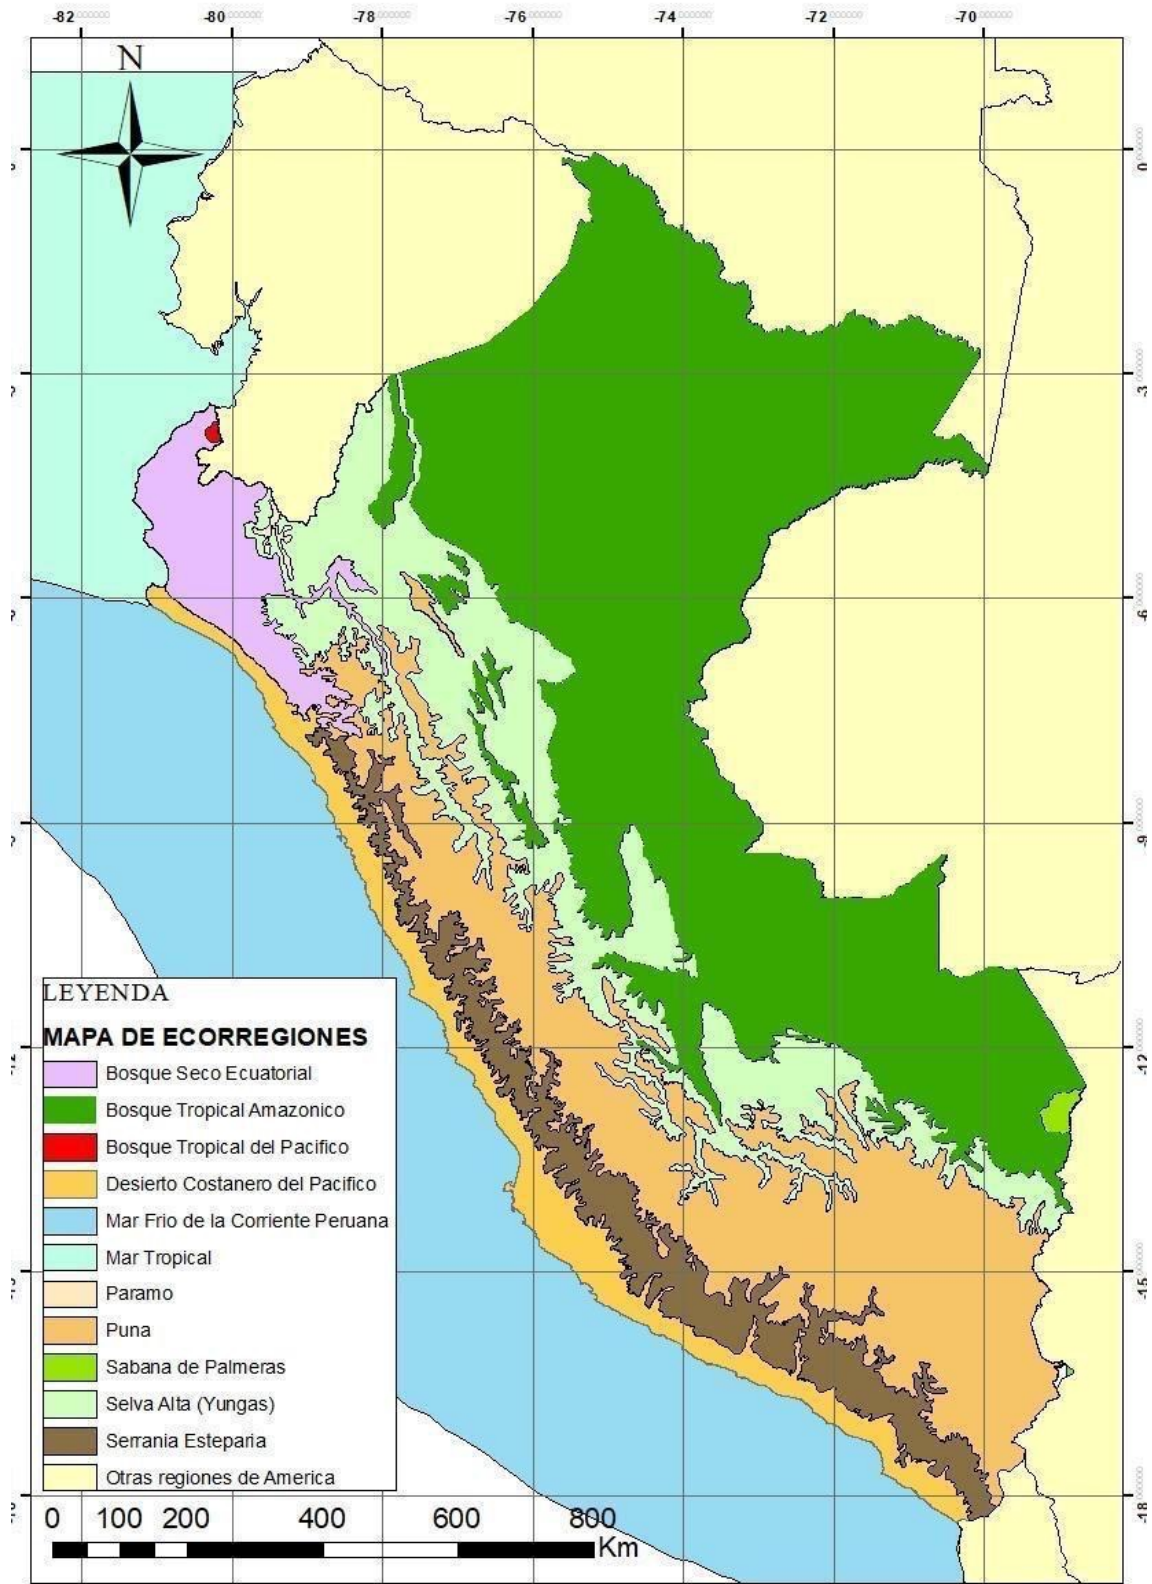 -82 -80 -78 -76 -74 -72 -70
N
0
-3
-6
-9
-12
-15
-18
LEYENDA
MAPA DE ECORREGIONES
Bosque Seco Ecuatorial
Bosque Tropical Amazonico
Bosque Tropical del Pacifico
Desierto Costanero del Pacifico
Mar Frio de la Corriente Peruana
Mar Tropical
Paramo
Puna
Sabana de Palmeras
Selva Alta (Yungas)
Serrania Esteparia
Otras regiones de America
0 100 200 400 600 800
Km